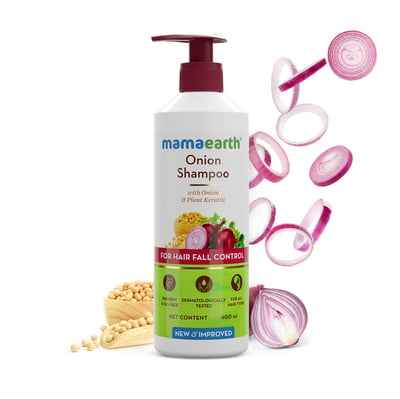 mamaearth
Onion
Shampoo
with Onion
& Plant Keratin
FOR HAIR FALL CONTROL
DERMATOLOGICALLY
TESTED
FOR ALL
HAIR TYPES
NET CONTENT 400 ml
NEW & IMPROVED